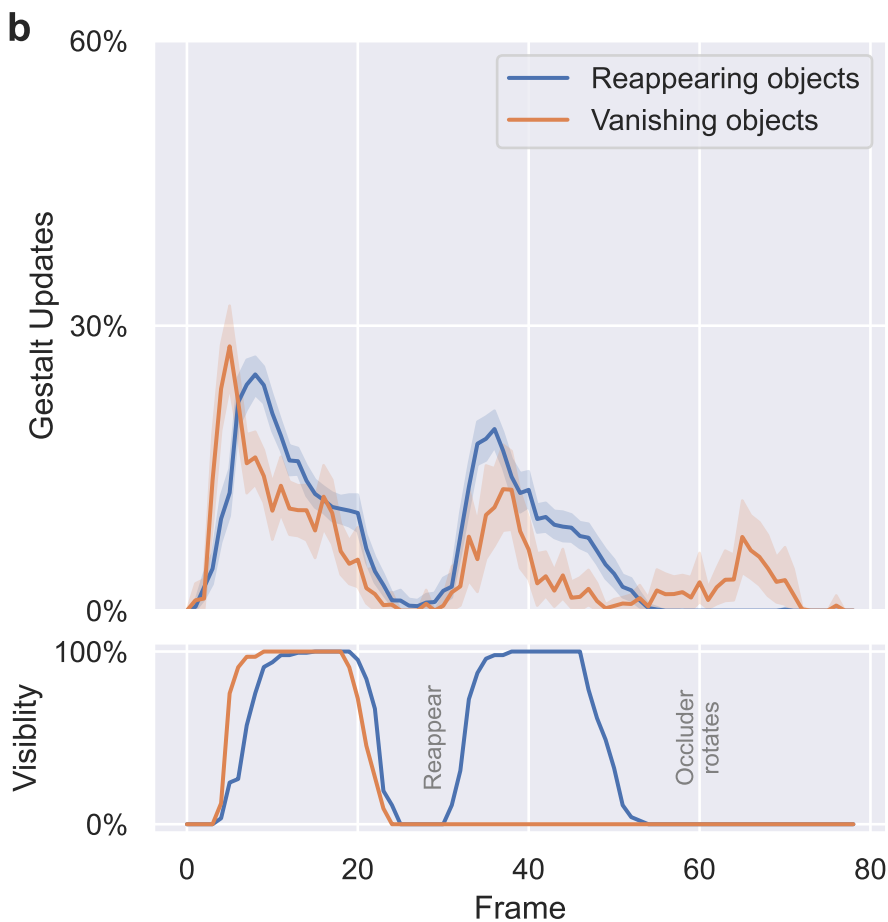 b
60%
Reappearing objects
Vanishing objects
Gestalt Updates
30%
0%
100%
Visiblity
Reappear
Occluder
rotates
0%
0
20
40
60
80
Frame